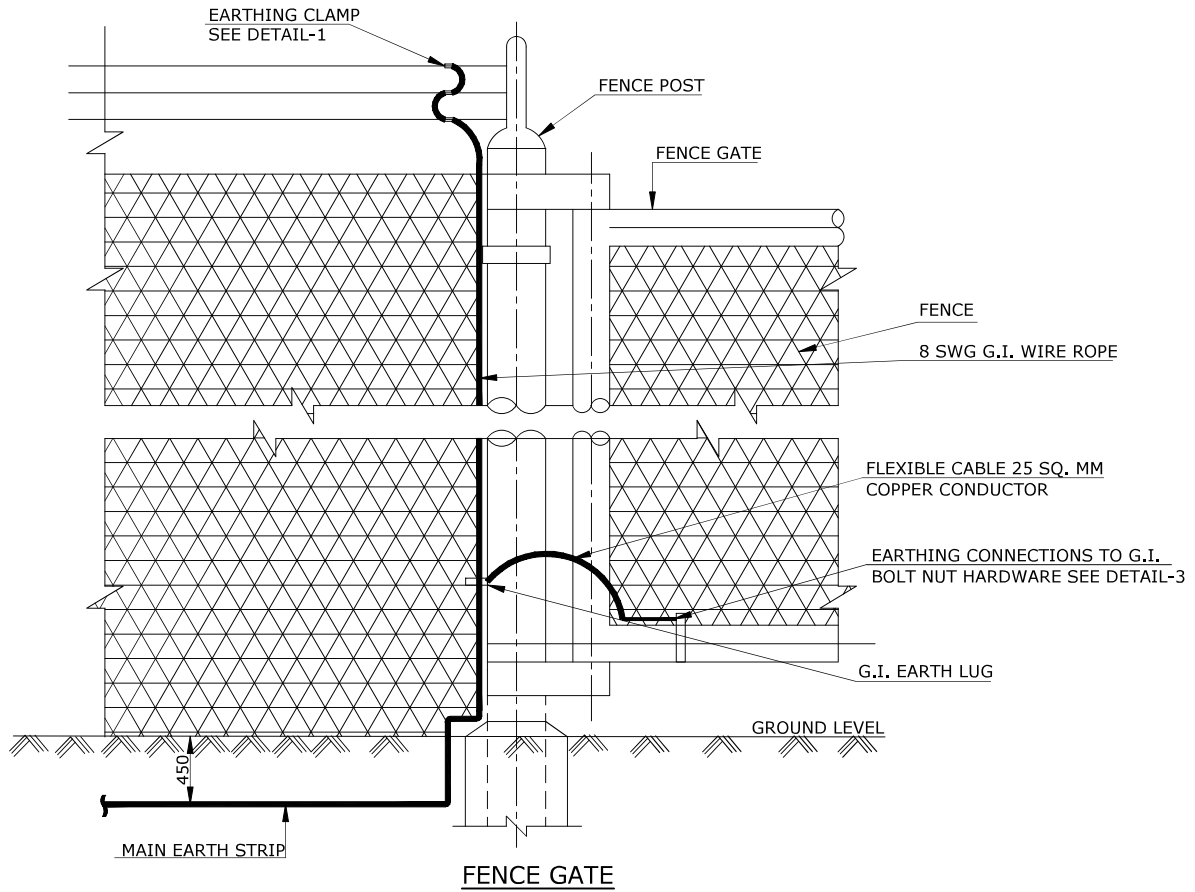 EARTHING CLAMP
SEE DETAIL-1
FENCE POST
FENCE GATE
FENCE
8 SWG G.I. WIRE ROPE
FLEXIBLE CABLE 25 SQ. MM
COPPER CONDUCTOR
EARTHING CONNECTIONS TO G.I.
BOLT NUT HARDWARE SEE DETAIL-3
G.I. EARTH LUG
GROUND LEVEL
450
MAIN EARTH STRIP
FENCE GATE